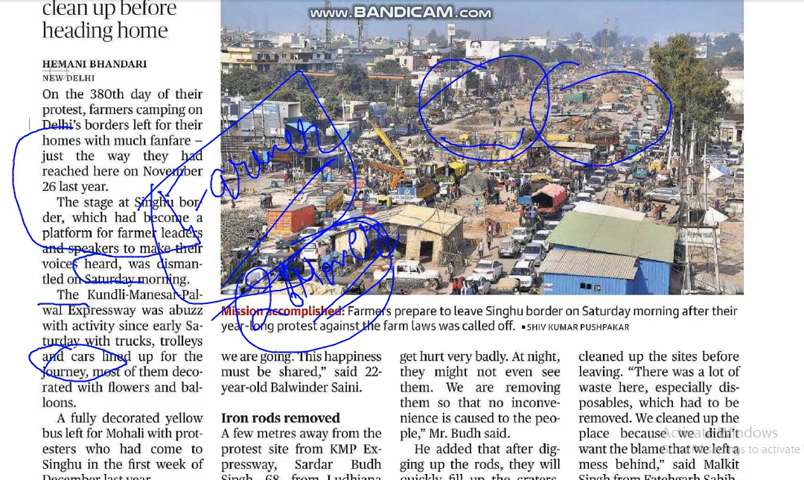 www.BANDICAM.com
clean up before
heading home
HEMANI BHANDARI
NEW DELHI
On the 380th day of their
protest, farmers camping on
Delhi's borders left for their
homes with much fanfare –
just the way they had
reached here on November
26 last year.
The stage at Singhu bor-
der, which had become a
platform for farmer leaders
and speakers to make their
voices heard, was disman-
tled on Saturday morning.
The Kundli-Manesar-Pal-
wal Expressway was abuzz
with activity since early Sa-
turday with trucks, trolleys
and cars lined up for the
journey, most of them deco-
rated with flowers and bal-
loons.
A fully decorated yellow
bus left for Mohali with prot-
esters who had come to
Singhu in the first week of
December last year.
Farmer
Mission accomplished: Farmers prepare to leave Singhu border on Saturday morning after their
year-long protest against the farm laws was called off. ▪ SHIV KUMAR PUSHPAKAR
we are going. This happiness
must be shared," said 22-
year-old Balwinder Saini.
Iron rods removed
A few metres away from the
protest site from KMP Ex-
pressway, Sardar Budh
Singh, 68, from Ludhiana
get hurt very badly. At night,
they might not even see
them. We are removing
them so that no inconve-
nience is caused to the peo-
ple," Mr. Budh said.
He added that after dig-
ging up the rods, they will
quickly fill up the craters
cleaned up the sites before
leaving. "There was a lot of
waste here, especially dis-
posables, which had to be
removed. We cleaned up the
place because we didn't
want the blame that we left a
mess behind," said Malkit
Singh from Fatehgarh Sahib
Activate Windows